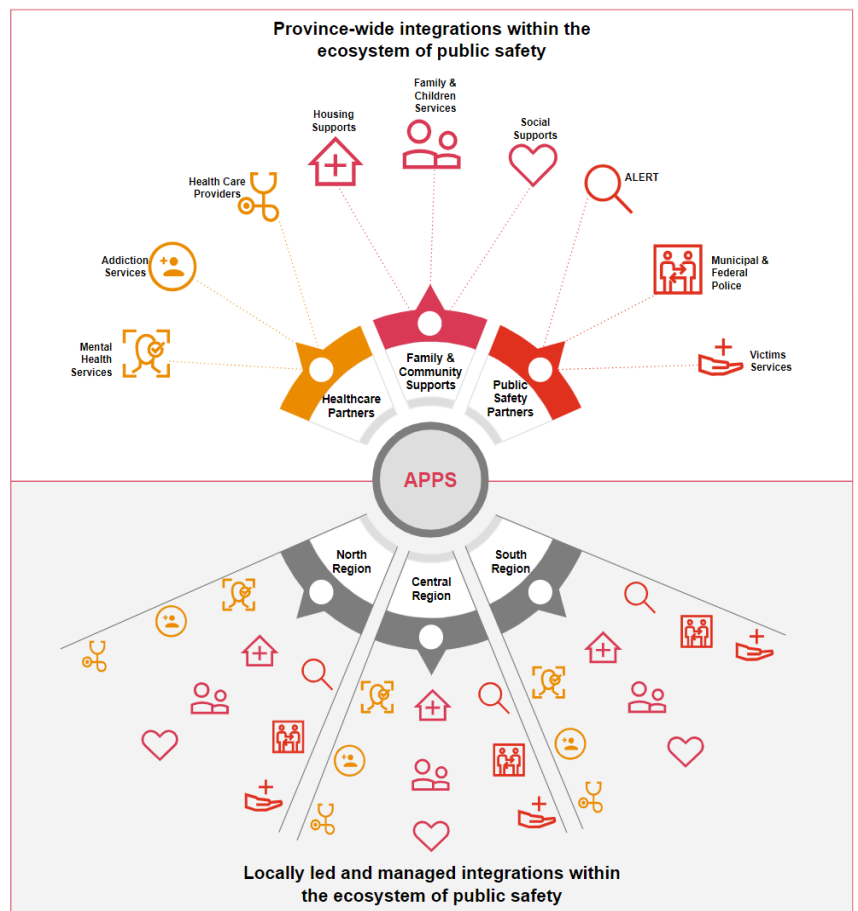 Province-wide integrations within the
ecosystem of public safety
Family &
Children
Services
Housing
Supports
Social
Supports
Health Care
Providers
ALERT
Addiction
Services
Municipal &
Federal
Police
Mental
Health
Services
Victims
Services
Healthcare
Partners
Family &
Community
Supports
Public
Safety
Partners
APPS
North
Region
Central
Region
South
Region
Locally led and managed integrations within
the ecosystem of public safety